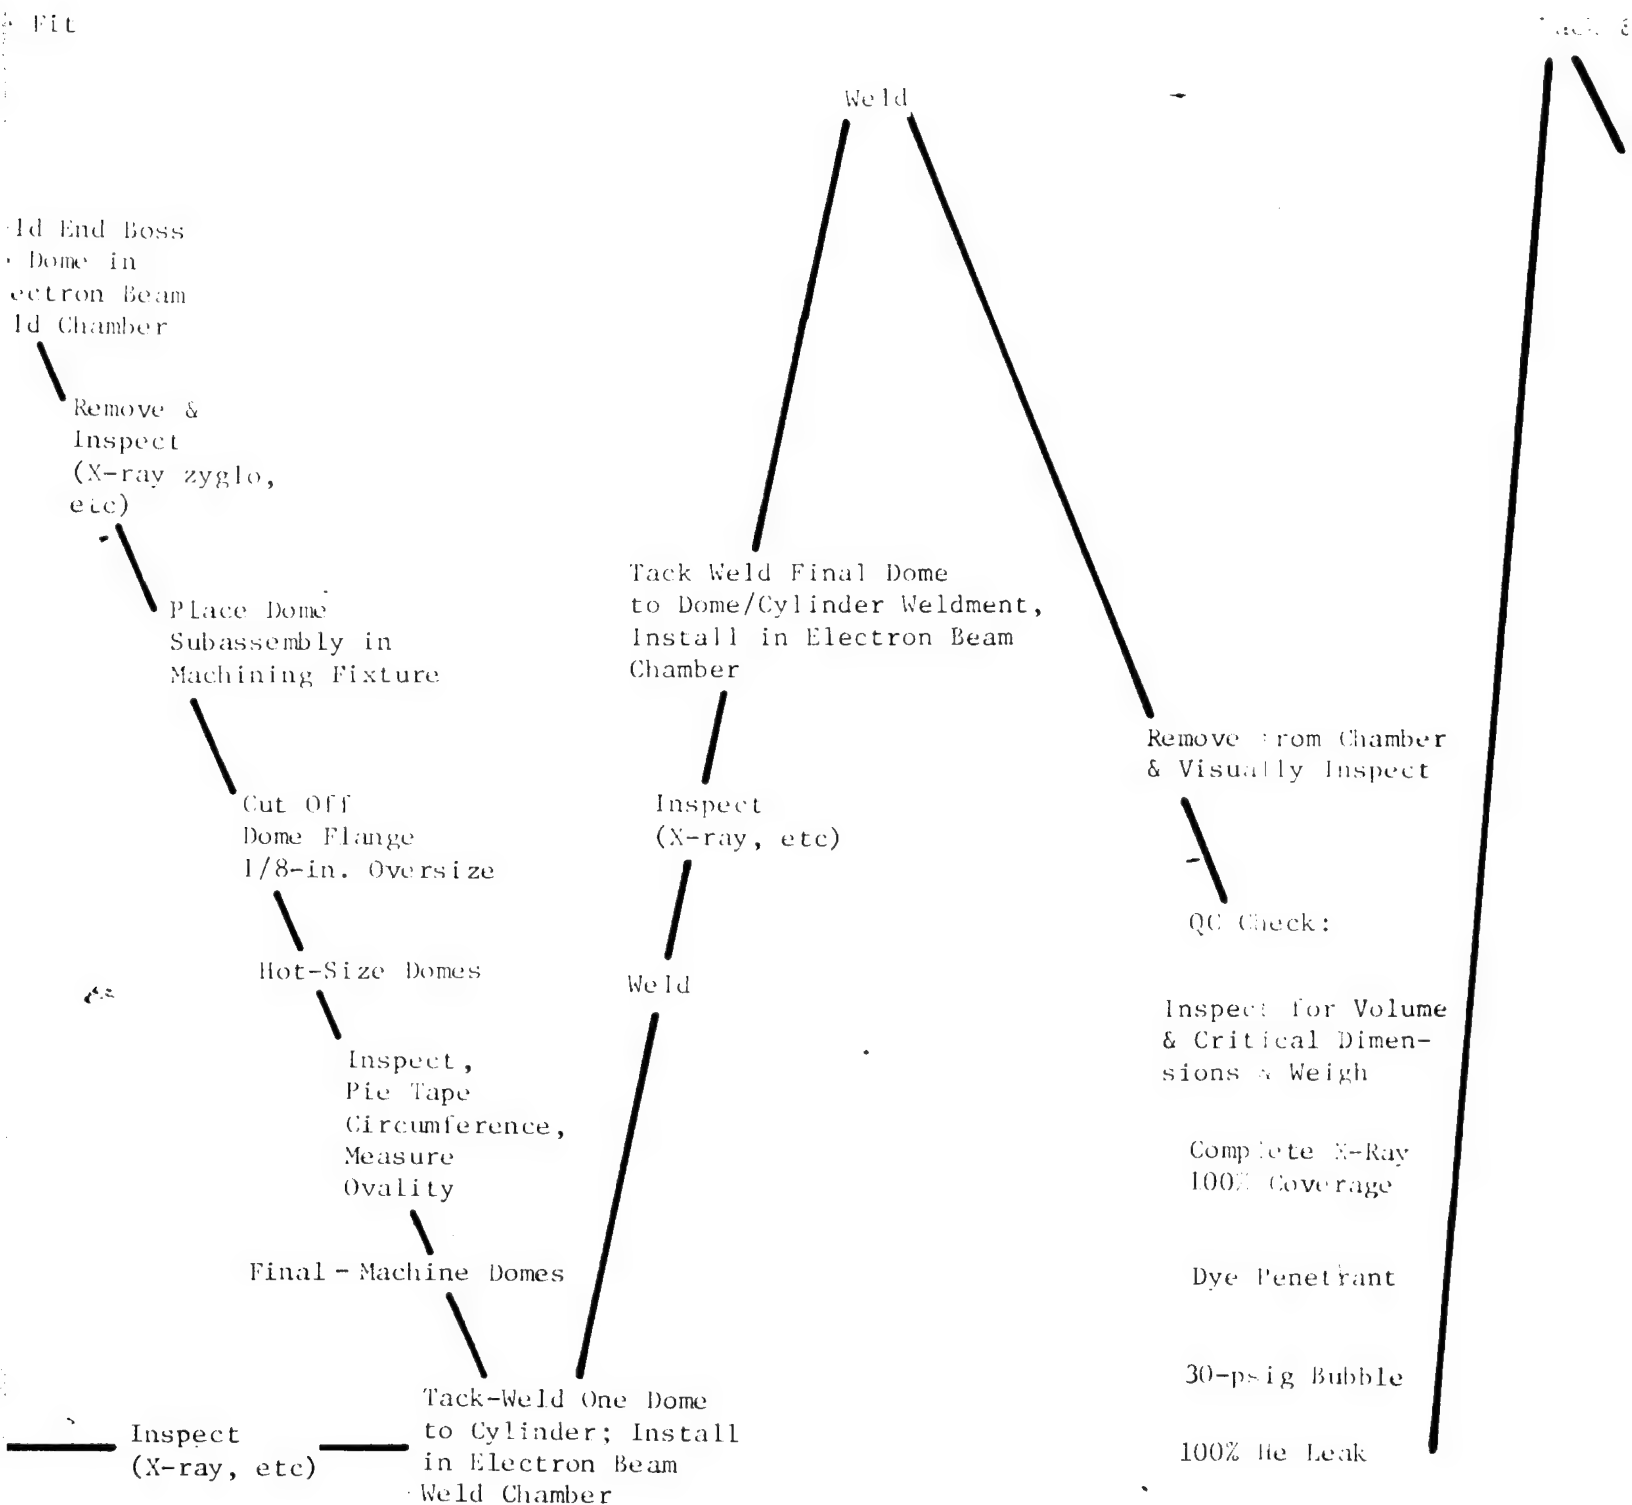 Fit
Weld
End Boss
Dome in
Beam
Chamber
Remove &
Inspect
(X-ray zyglo,
etc)
Place Dome
Subassembly in
Machining Fixture
Cut Off
Dome Flange
1/8-in. Oversize
Hot-Size Domes
Inspect,
Pie Tape
Circumference,
Measure
Ovality
Final-Machine Domes
Inspect
(X-ray, etc)
Tack-Weld One Dome
to Cylinder; Install
in Electron Beam
Weld Chamber
Weld
Inspect
(X-ray, etc)
Tack Weld Final Dome
to Dome/Cylinder Weldment,
Install in Electron Beam
Chamber
Remove from Chamber
& Visually Inspect
QC Check:
Inspect for Volume
& Critical Dimen-
sions & Weigh
Complete X-Ray
100% Coverage
Dye Penetrant
30-psig Bubble
100% He Leak